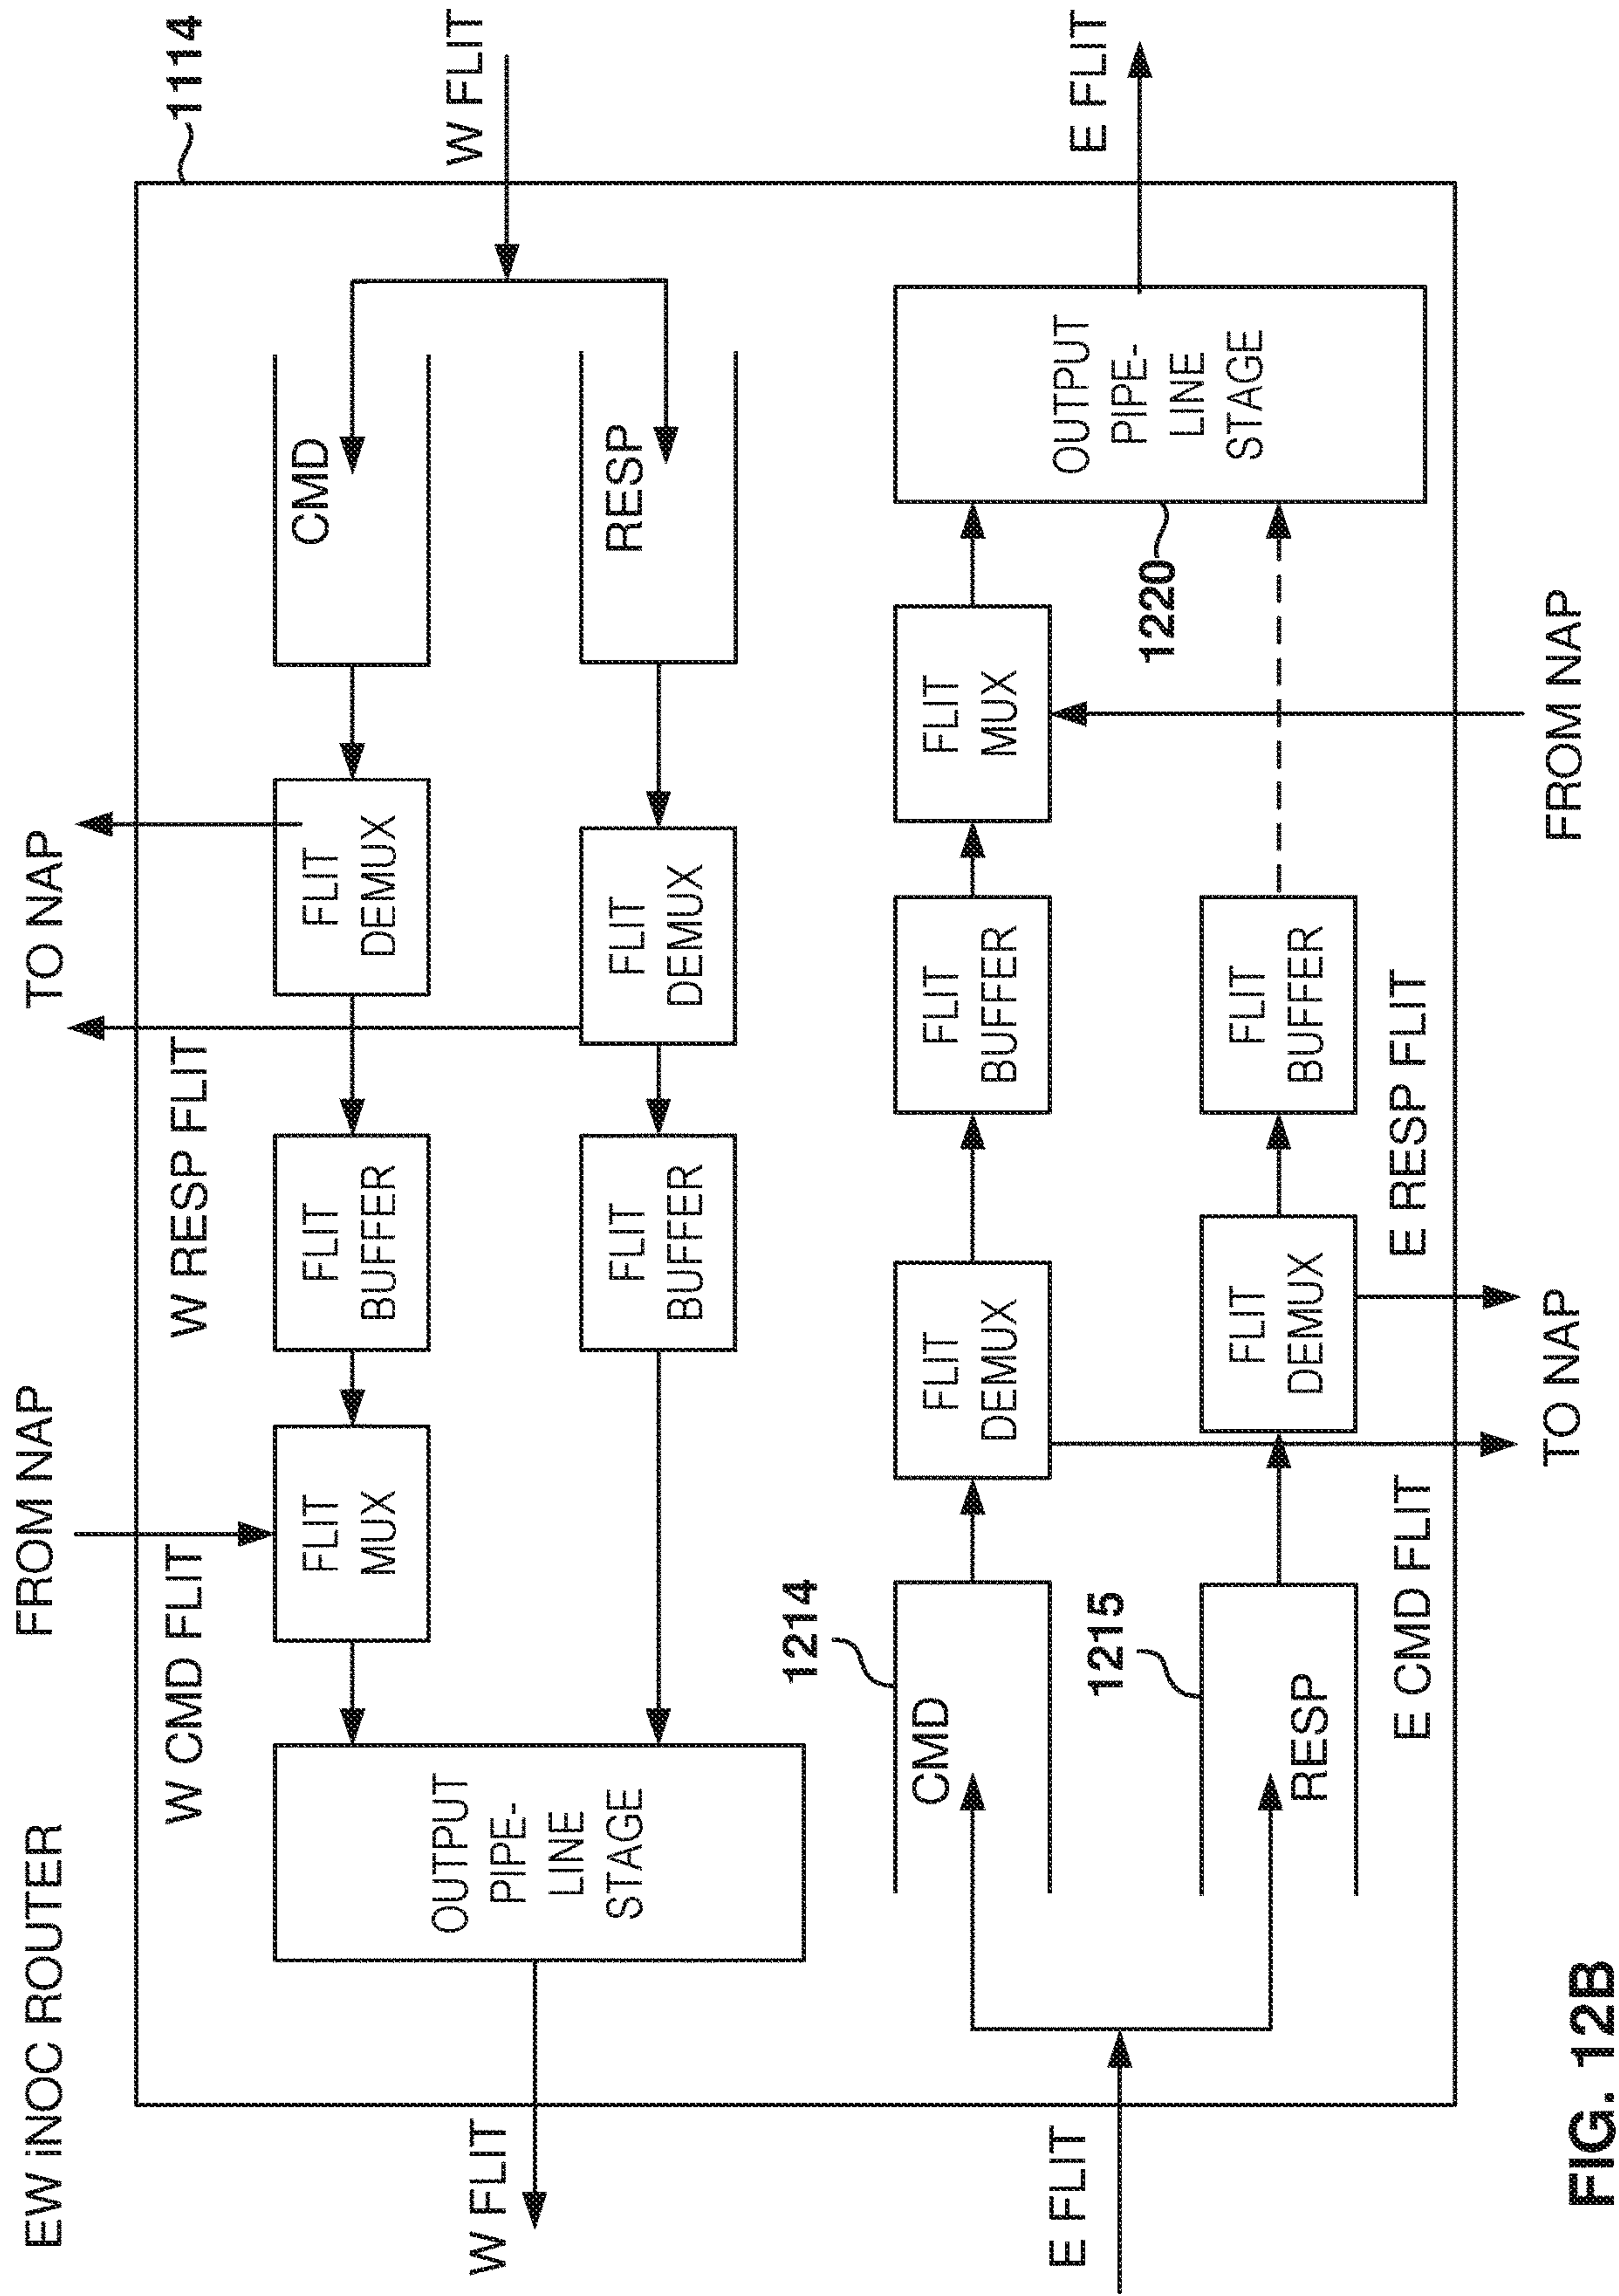 EW iNOC ROUTER
FROM NAP
TO NAP
1114
W CMD FLIT
W RESP FLIT
W FLIT
OUTPUT
PIPE-
LINE
STAGE
FLIT
MUX
FLIT
BUFFER
FLIT
DEMUX
CMD
W FLIT
FLIT
BUFFER
FLIT
DEMUX
RESP
1214
E FLIT
CMD
FLIT
DEMUX
FLIT
BUFFER
FLIT
MUX
OUTPUT
PIPE-
LINE
STAGE
E FLIT
1215
1220
RESP
FLIT
DEMUX
FLIT
BUFFER
E CMD FLIT
E RESP FLIT
TO NAP
FROM NAP
FIG. 12B